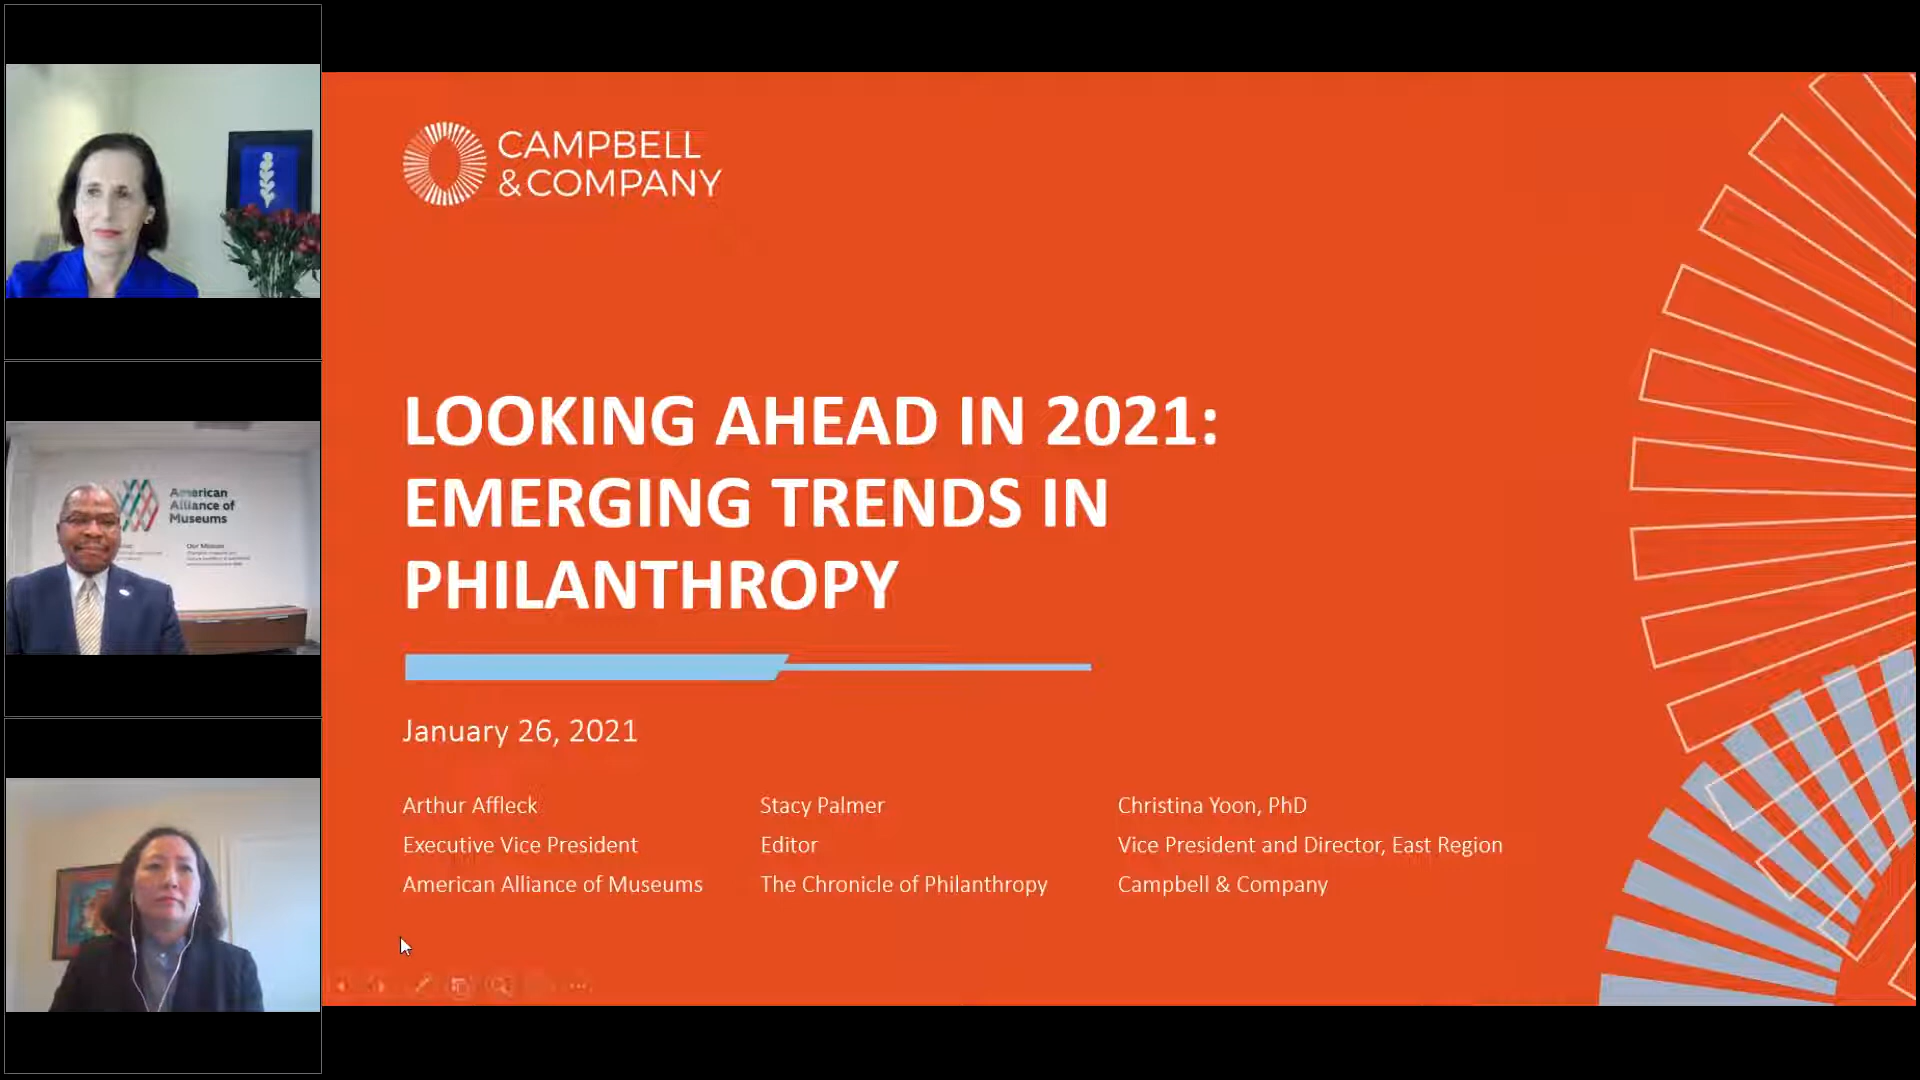 CAMPBELL
& COMPANY
LOOKING AHEAD IN 2021:
EMERGING TRENDS IN
PHILANTHROPY
January 26, 2021
Arthur Affleck
Executive Vice President
American Alliance of Museums
Stacy Palmer
Editor
The Chronicle of Philanthropy
Christina Yoon, PhD
Vice President and Director, East Region
Campbell & Company
American
Alliance of
Museums